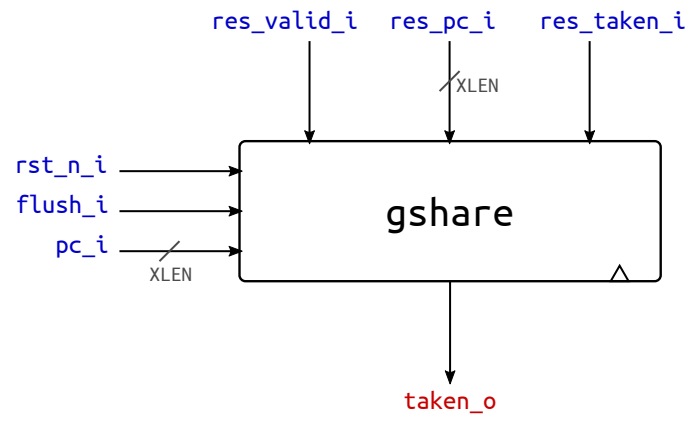 res_valid_i res_pc_i res_taken_i
XLEN
rst_n_i
flush_i
gshare
pc_i
XLEN
taken_o